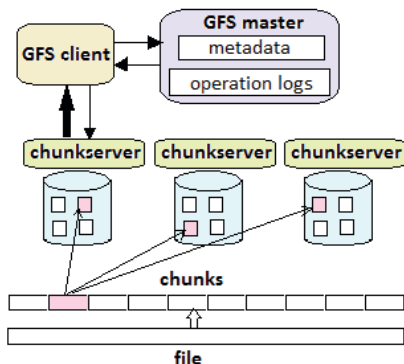 GFS master
GFS client
metadata
operation logs
chunkserver
chunkserver
chunkserver
chunks
file